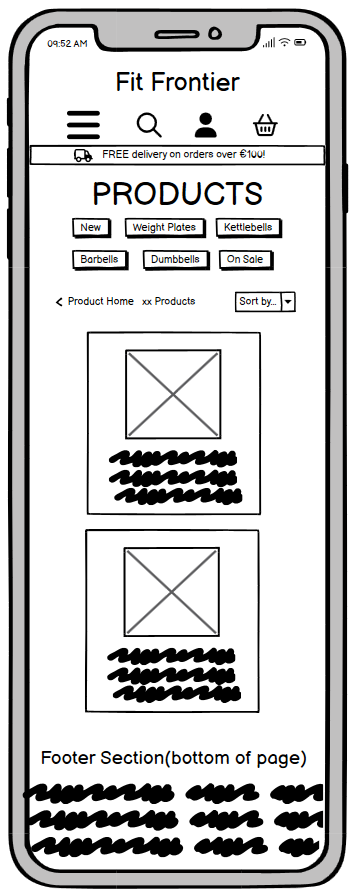 09:52 AM
Fit Frontier
FREE delivery on orders over €100!
PRODUCTS
New Weight Plates Kettlebells
Barbells Dumbbells On Sale
Product Home xx Products Sort by...
Footer Section(bottom of page)